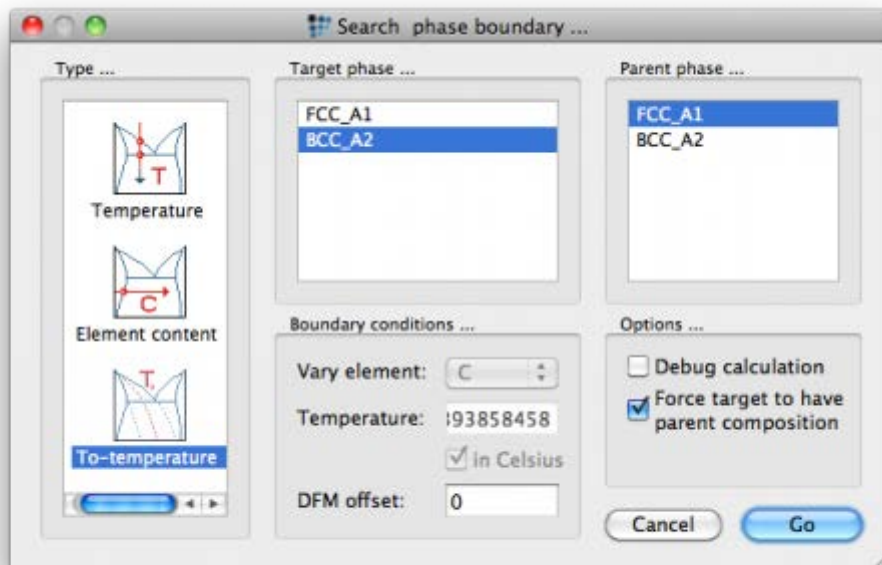 Search phase boundary ...
Type ...
T
Temperature
C
Element content
T₀
To-temperature
Target phase ...
FCC_A1
BCC_A2
Parent phase ...
FCC_A1
BCC_A2
Boundary conditions ...
Vary element: C
Temperature: 393858458
in Celsius
DFM offset: 0
Options ...
Debug calculation
Force target to have
parent composition
Cancel
Go